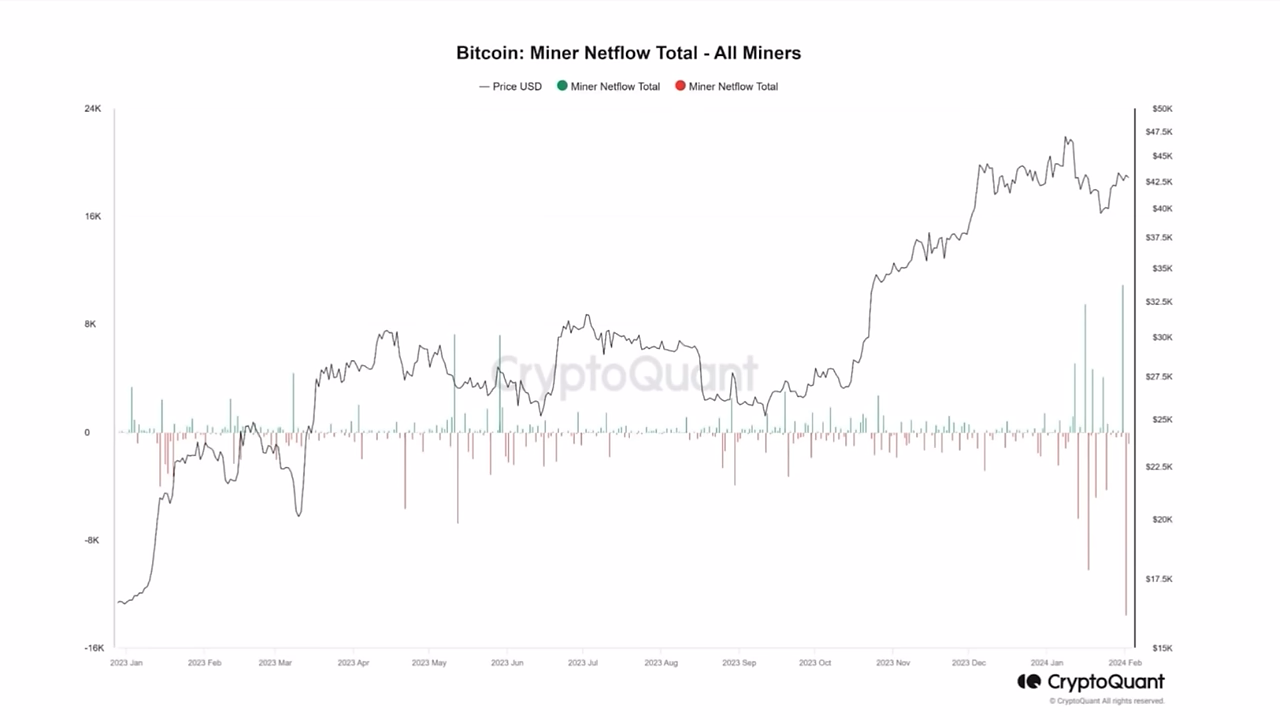 Bitcoin: Miner Netflow Total - All Miners
Price USD Miner Netflow Total Miner Netflow Total
24K
16K
8K
0
-8K
-16K
$50K
$47.5K
$45K
$42.5K
$40K
$37.5K
$35K
$32.5K
$30K
$27.5K
$25K
$22.5K
$20K
$17.5K
$15K
CryptoQuant
2023 Jan 2023 Feb 2023 Mar 2023 Apr 2023 May 2023 Jun 2023 Jul 2023 Aug 2023 Sep 2023 Oct 2023 Nov 2023 Dec 2024 Jan 2024 Feb
CryptoQuant
© CryptoQuant All rights reserved.